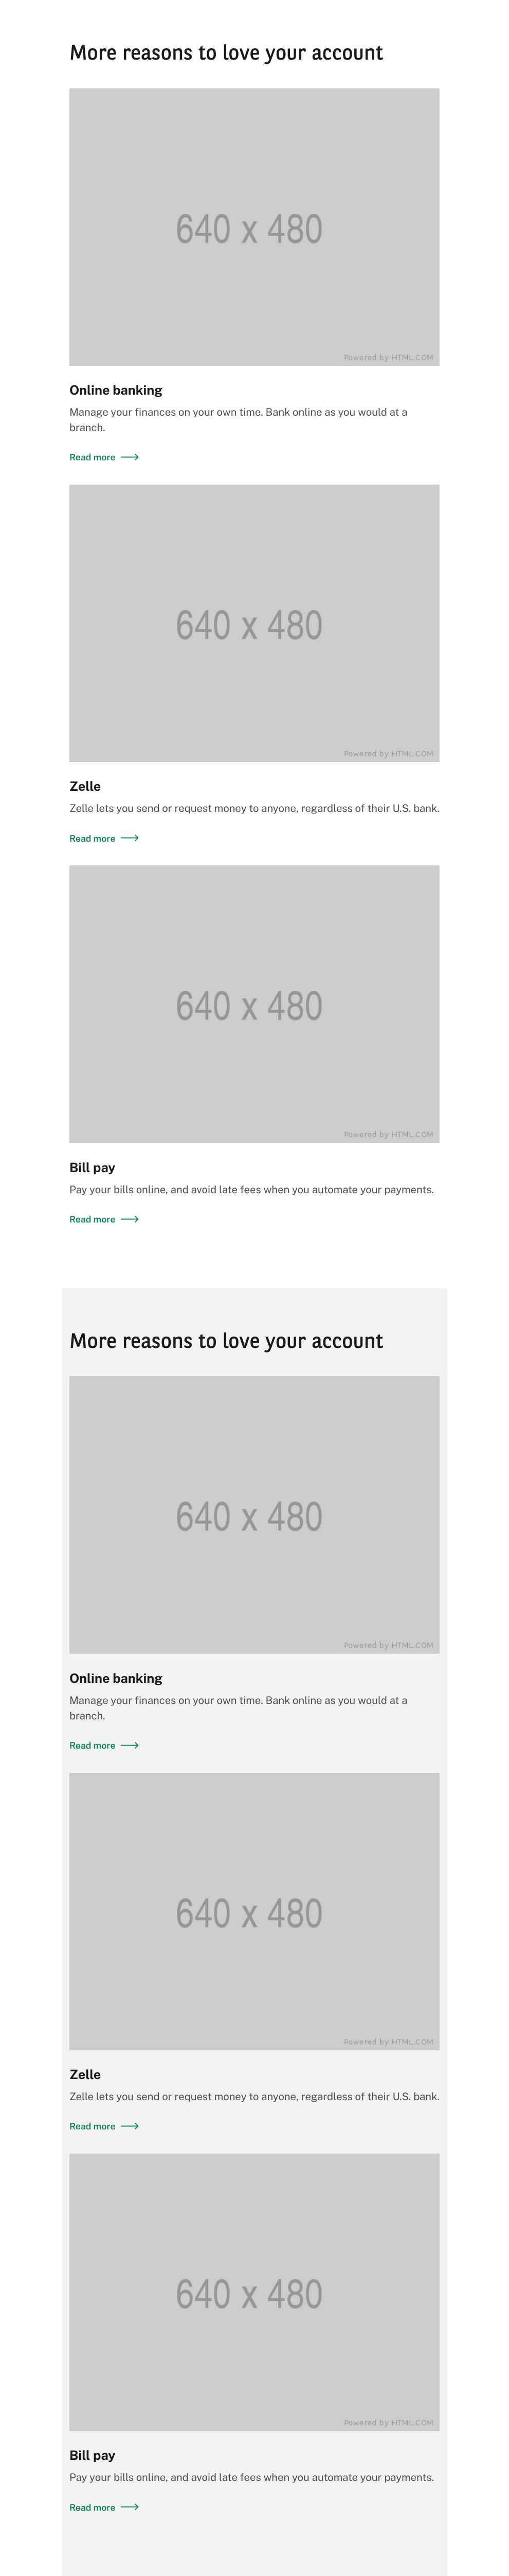 More reasons to love your account
640 x 480
Powered by HTML.COM
Online banking
Manage your finances on your own time. Bank online as you would at a
branch.
Read more
640 x 480
Powered by HTML.COM
Zelle
Zelle lets you send or request money to anyone, regardless of their U.S. bank.
Read more
640 x 480
Powered by HTML.COM
Bill pay
Pay your bills online, and avoid late fees when you automate your payments.
Read more
More reasons to love your account
640 x 480
Powered by HTML.COM
Online banking
Manage your finances on your own time. Bank online as you would at a
branch.
Read more
640 x 480
Powered by HTML.COM
Zelle
Zelle lets you send or request money to anyone, regardless of their U.S. bank.
Read more
640 x 480
Powered by HTML.COM
Bill pay
Pay your bills online, and avoid late fees when you automate your payments.
Read more